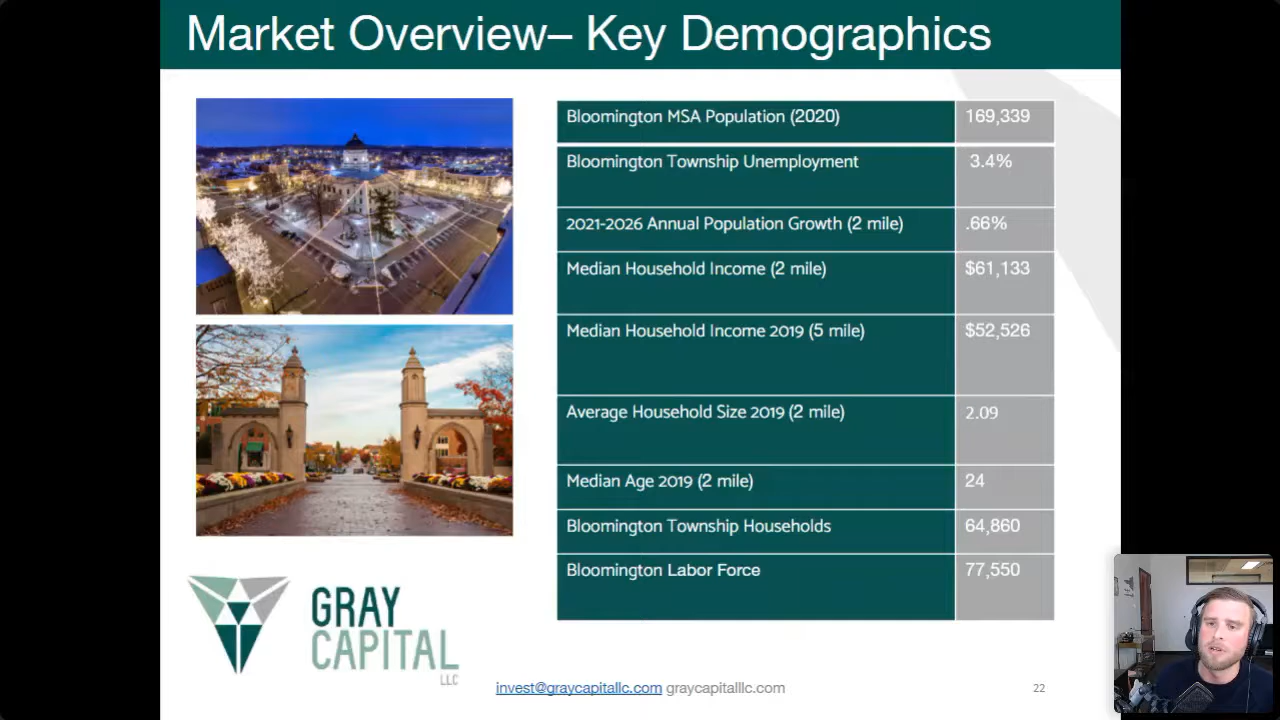 Market Overview– Key Demographics
Bloomington MSA Population (2020) 169,339
Bloomington Township Unemployment 3.4%
2021-2026 Annual Population Growth (2 mile) .66%
Median Household Income (2 mile) $61,133
Median Household Income 2019 (5 mile) $52,526
Average Household Size 2019 (2 mile) 2.09
Median Age 2019 (2 mile) 24
Bloomington Township Households 64,860
Bloomington Labor Force 77,550
GRAY
CAPITAL
LLC
invest@graycapitallc.com graycapitalllc.com 22